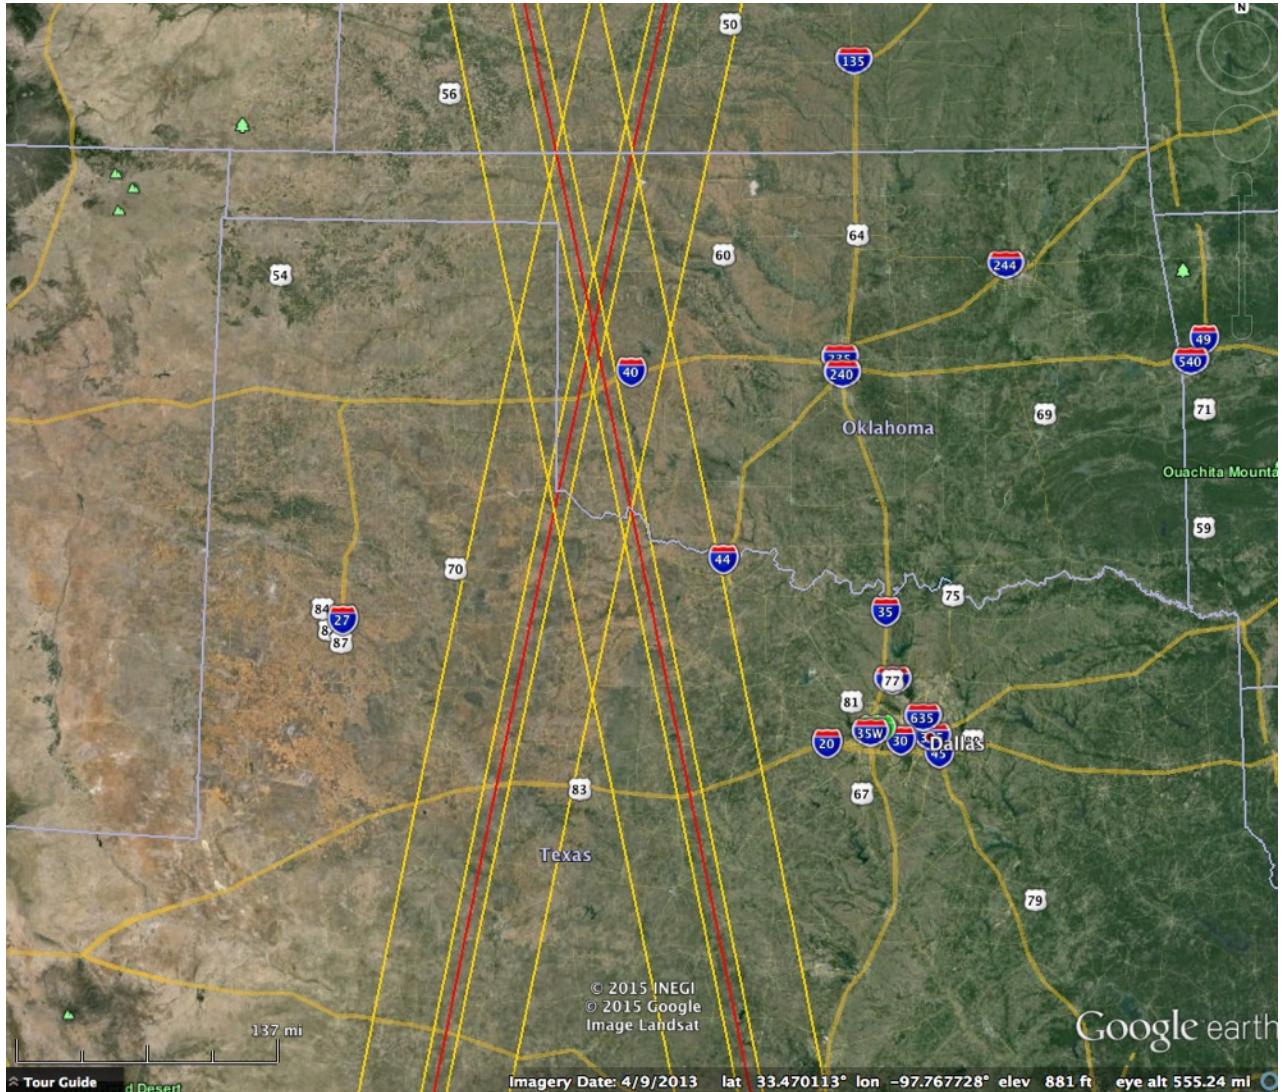 N
50
135
56
64
60
244
54
49
235
540
40
240
71
69
Oklahoma
Ouachita Mounta
59
44
70
75
84
35
27
87
77
81
635
35W
20
30
Dallas
45
83
67
Texas
79
© 2015 INEGI
© 2015 Google
Image Landsat
137 mi
Google earth
Tour Guide
d Desert
Imagery Date: 4/9/2013 lat 33.470113° lon -97.767728° elev 881 ft eye alt 555.24 mi